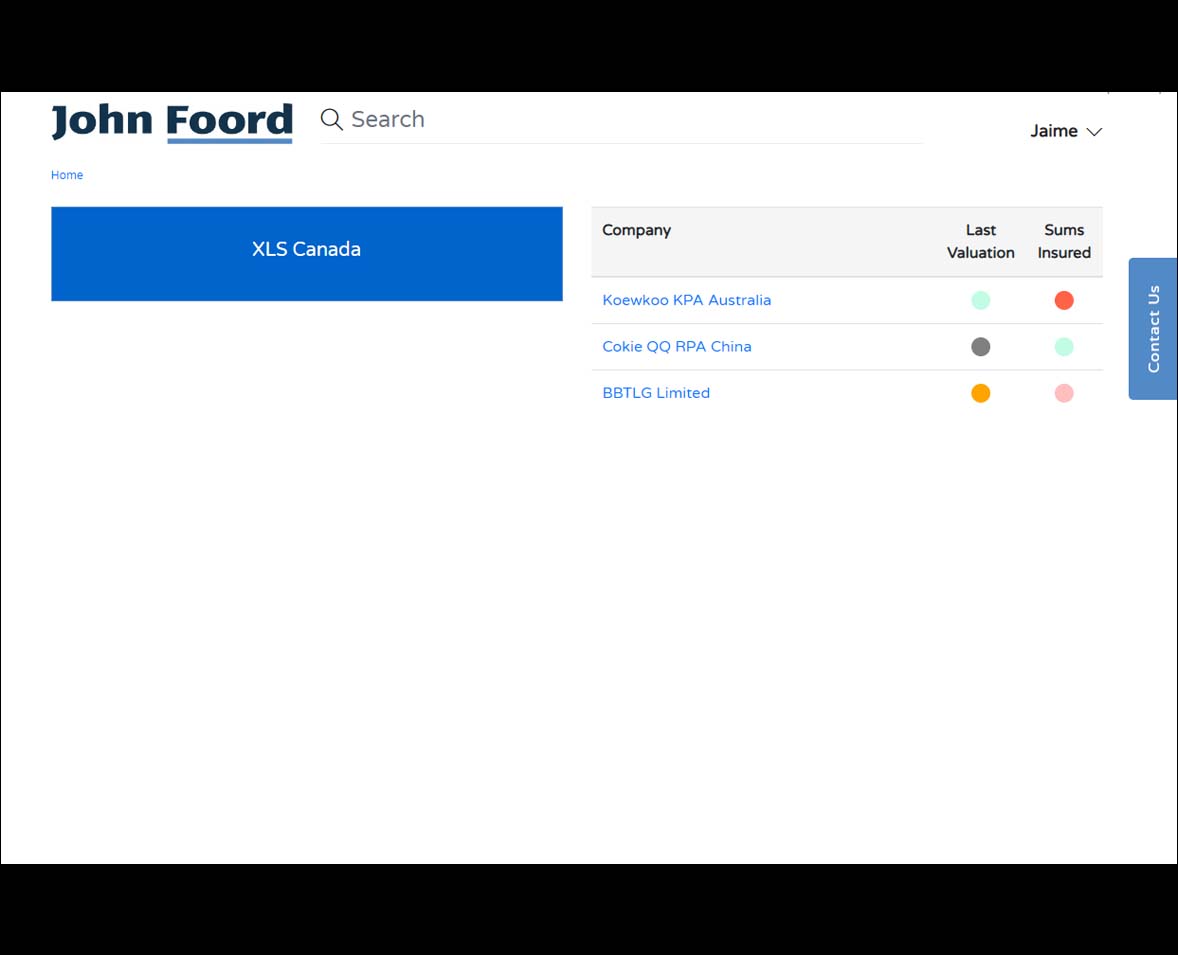 John Foord
Search
Jaime
Home
XLS Canada
Company
Last Valuation
Sums Insured
Koewkoo KPA Australia
Cokie QQ RPA China
BBTLG Limited
Contact Us